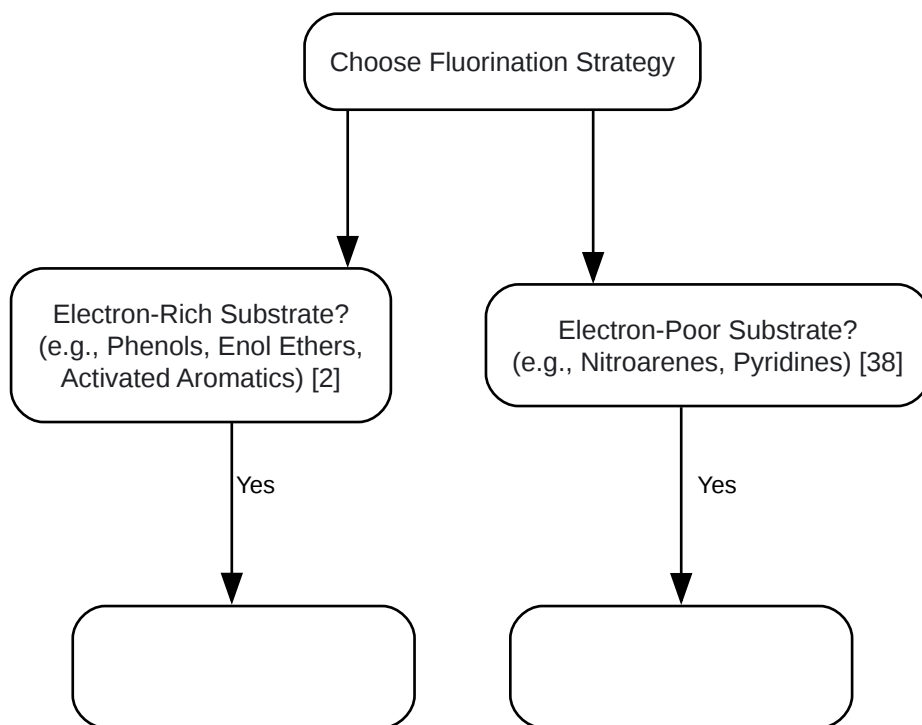 Choose Fluorination Strategy
Electron-Rich Substrate?
(e.g., Phenols, Enol Ethers,
Activated Aromatics) [2]
Electron-Poor Substrate?
(e.g., Nitroarenes, Pyridines) [38]
Yes
Yes